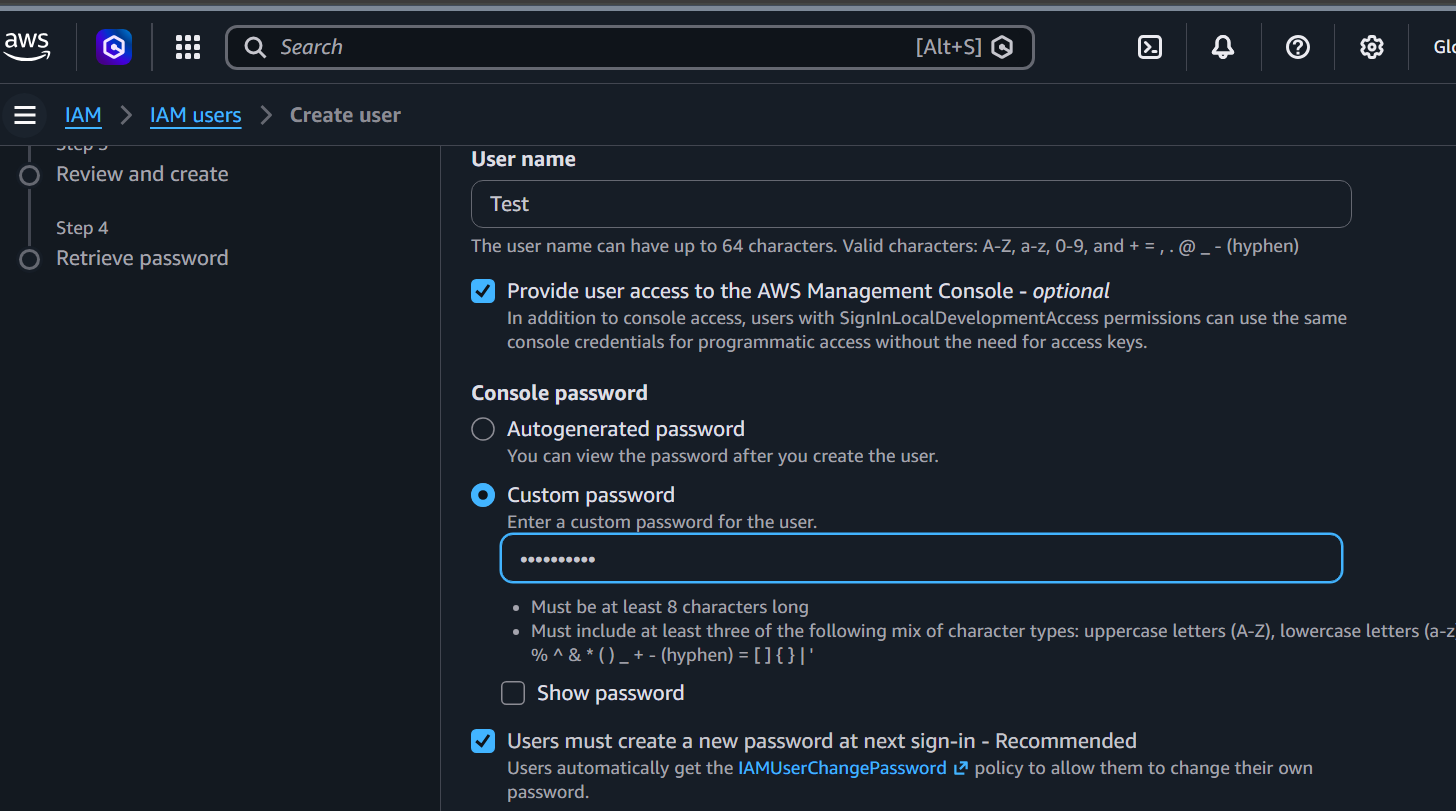 aws
Search
[Alt+S]
Glo
IAM
IAM users
Create user
Step 3
Review and create
Step 4
Retrieve password
User name
Test
The user name can have up to 64 characters. Valid characters: A-Z, a-z, 0-9, and + = , . @ _ - (hyphen)
Provide user access to the AWS Management Console - optional
In addition to console access, users with SignInLocalDevelopmentAccess permissions can use the same
console credentials for programmatic access without the need for access keys.
Console password
Autogenerated password
You can view the password after you create the user.
Custom password
Enter a custom password for the user.
••••••••••
• Must be at least 8 characters long
• Must include at least three of the following mix of character types: uppercase letters (A-Z), lowercase letters (a-z
% ^ & * ( ) _ + - (hyphen) = [ ] { } | '
Show password
Users must create a new password at next sign-in - Recommended
Users automatically get the IAMUserChangePassword policy to allow them to change their own
password.